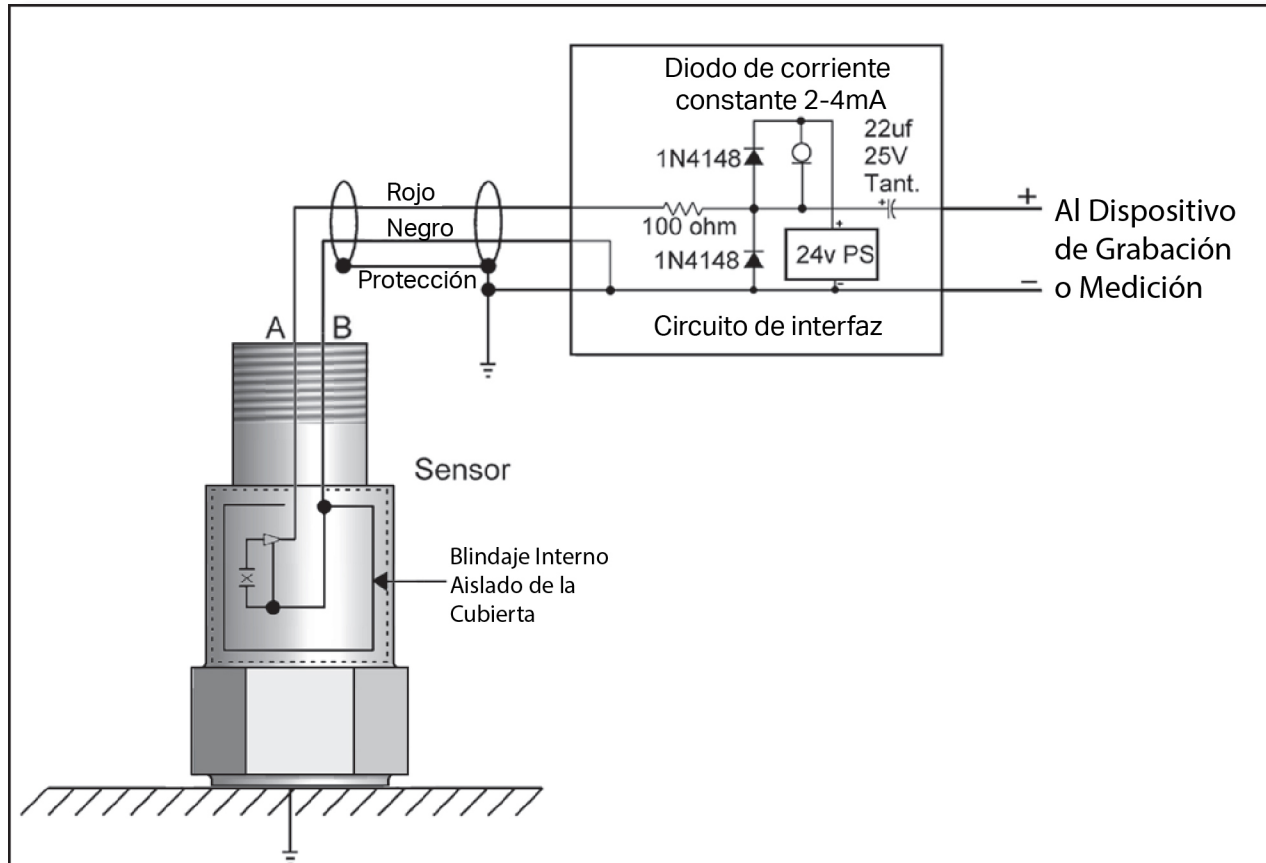 Diodo de corriente
constante 2-4mA
22uf
25V
Tant.
1N4148
+
Rojo
+
Al Dispositivo
de Grabación
o Medición
100 ohm
Negro
+
24v PS
-
1N4148
Protección
−
Circuito de interfaz
A B
Sensor
X
Blindaje Interno
Aislado de la
Cubierta